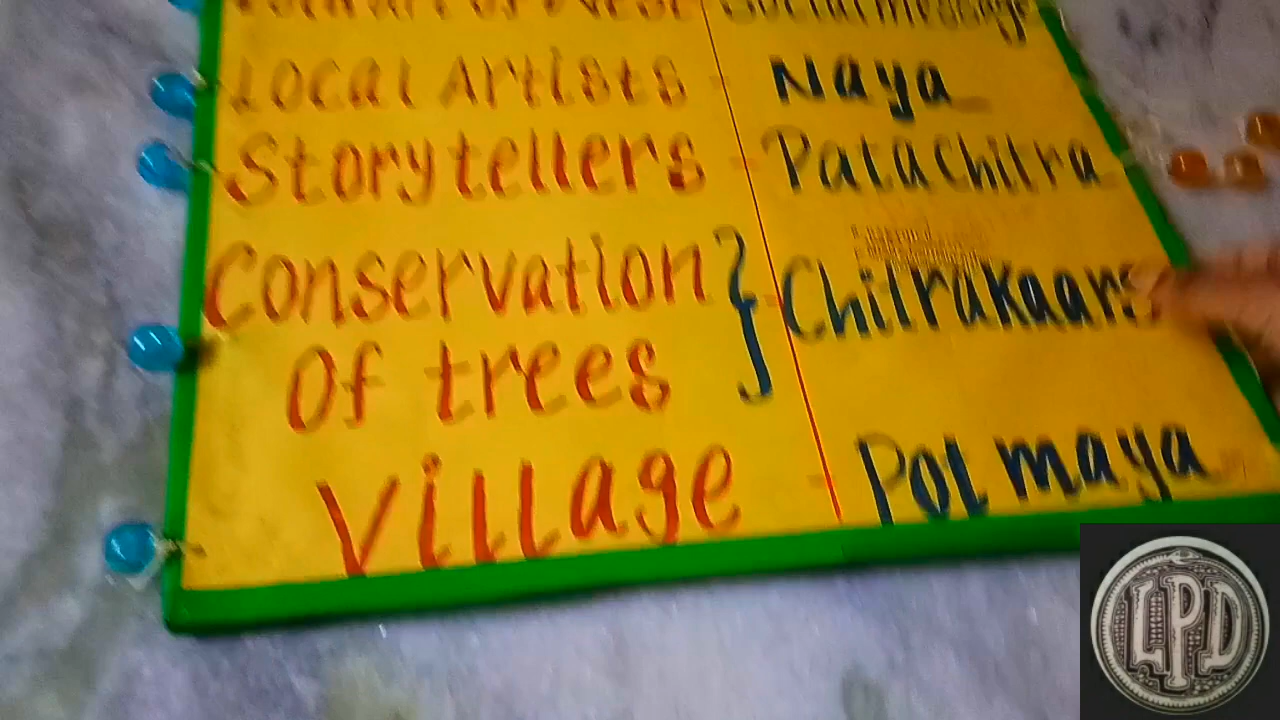 Local Artists - Naya
Storytellers - PataChitra
Conservation } - Chitrakaars
Of trees
Village - Pot maya
LPD